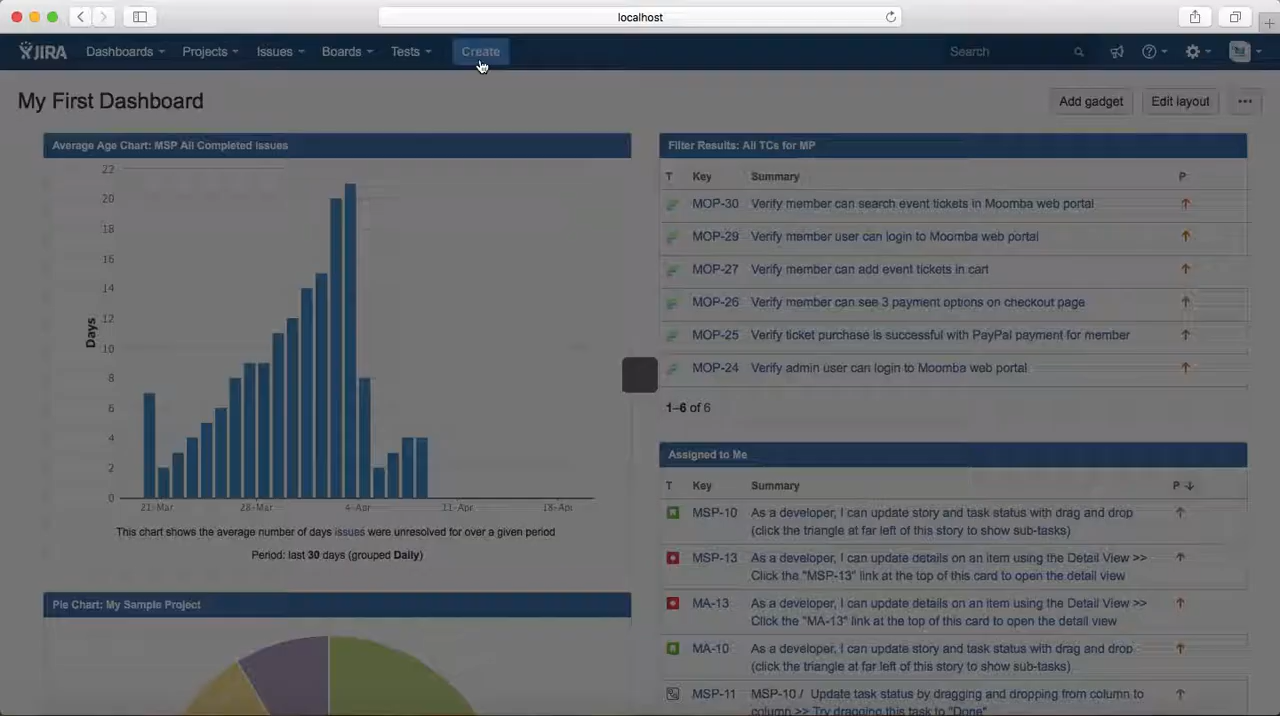 localhost
JIRA Dashboards Projects Issues Boards Tests Create Search
My First Dashboard
Add gadget Edit layout
Average Age Chart: MSP All Completed Issues
22
20
18
16
14
12
10
8
6
4
2
0
Days
21-Mar 28-Mar 4-Apr 11-Apr 18-Apr
This chart shows the average number of days issues were unresolved for over a given period
Period: last 30 days (grouped Daily)
Pie Chart: My Sample Project
Filter Results: All TCs for MP
T Key Summary P
MOP-30 Verify member can search event tickets in Moomba web portal
MOP-29 Verify member user can login to Moomba web portal
MOP-27 Verify member can add event tickets in cart
MOP-26 Verify member can see 3 payment options on checkout page
MOP-25 Verify ticket purchase is successful with PayPal payment for member
MOP-24 Verify admin user can login to Moomba web portal
1–6 of 6
Assigned to Me
T Key Summary P
MSP-10 As a developer, I can update story and task status with drag and drop
(click the triangle at far left of this story to show sub-tasks)
MSP-13 As a developer, I can update details on an item using the Detail View >>
Click the "MSP-13" link at the top of this card to open the detail view
MA-13 As a developer, I can update details on an item using the Detail View >>
Click the "MA-13" link at the top of this card to open the detail view
MA-10 As a developer, I can update story and task status with drag and drop
(click the triangle at far left of this story to show sub-tasks)
MSP-11 MSP-10 / Update task status by dragging and dropping from column to
column >> Try dragging this task to "Done"